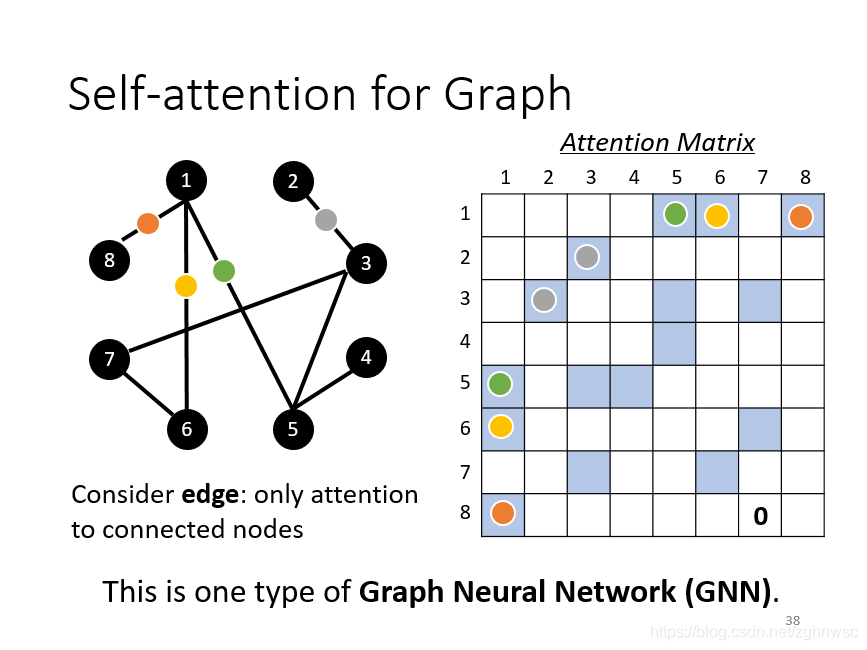 Self-attention for Graph
Attention Matrix
1 2 3 4 5 6 7 8
1
2
3
4
5
6
7
8
0
1
2
8
3
7
4
6
5
Consider edge: only attention
to connected nodes
This is one type of Graph Neural Network (GNN).
38
https://blog.csdn.net/zghnwsc